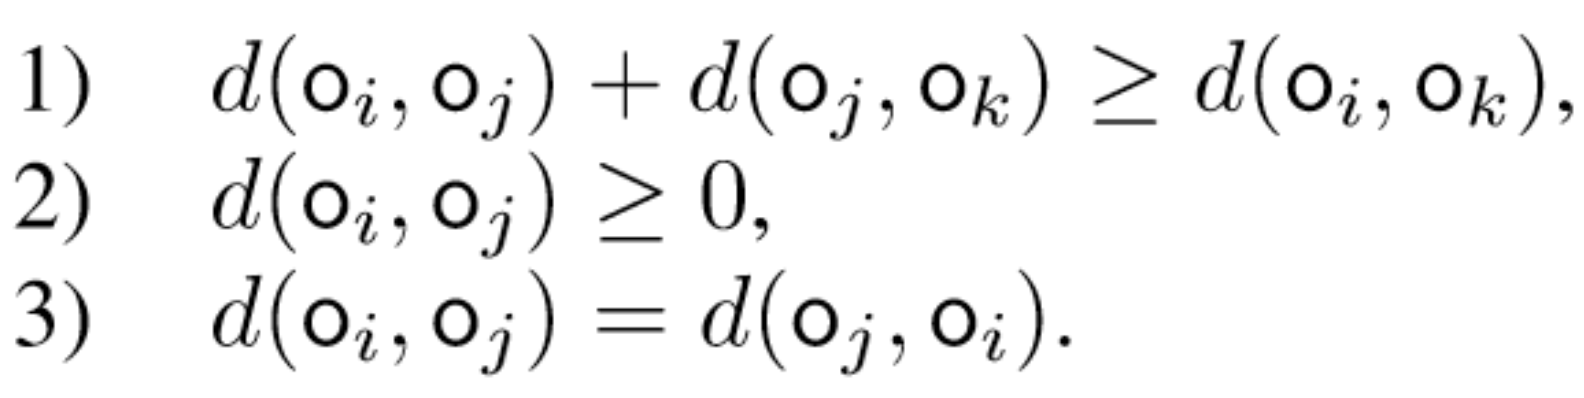 1) d(o_i, o_j) + d(o_j, o_k) ≥ d(o_i, o_k),
2) d(o_i, o_j) ≥ 0,
3) d(o_i, o_j) = d(o_j, o_i).